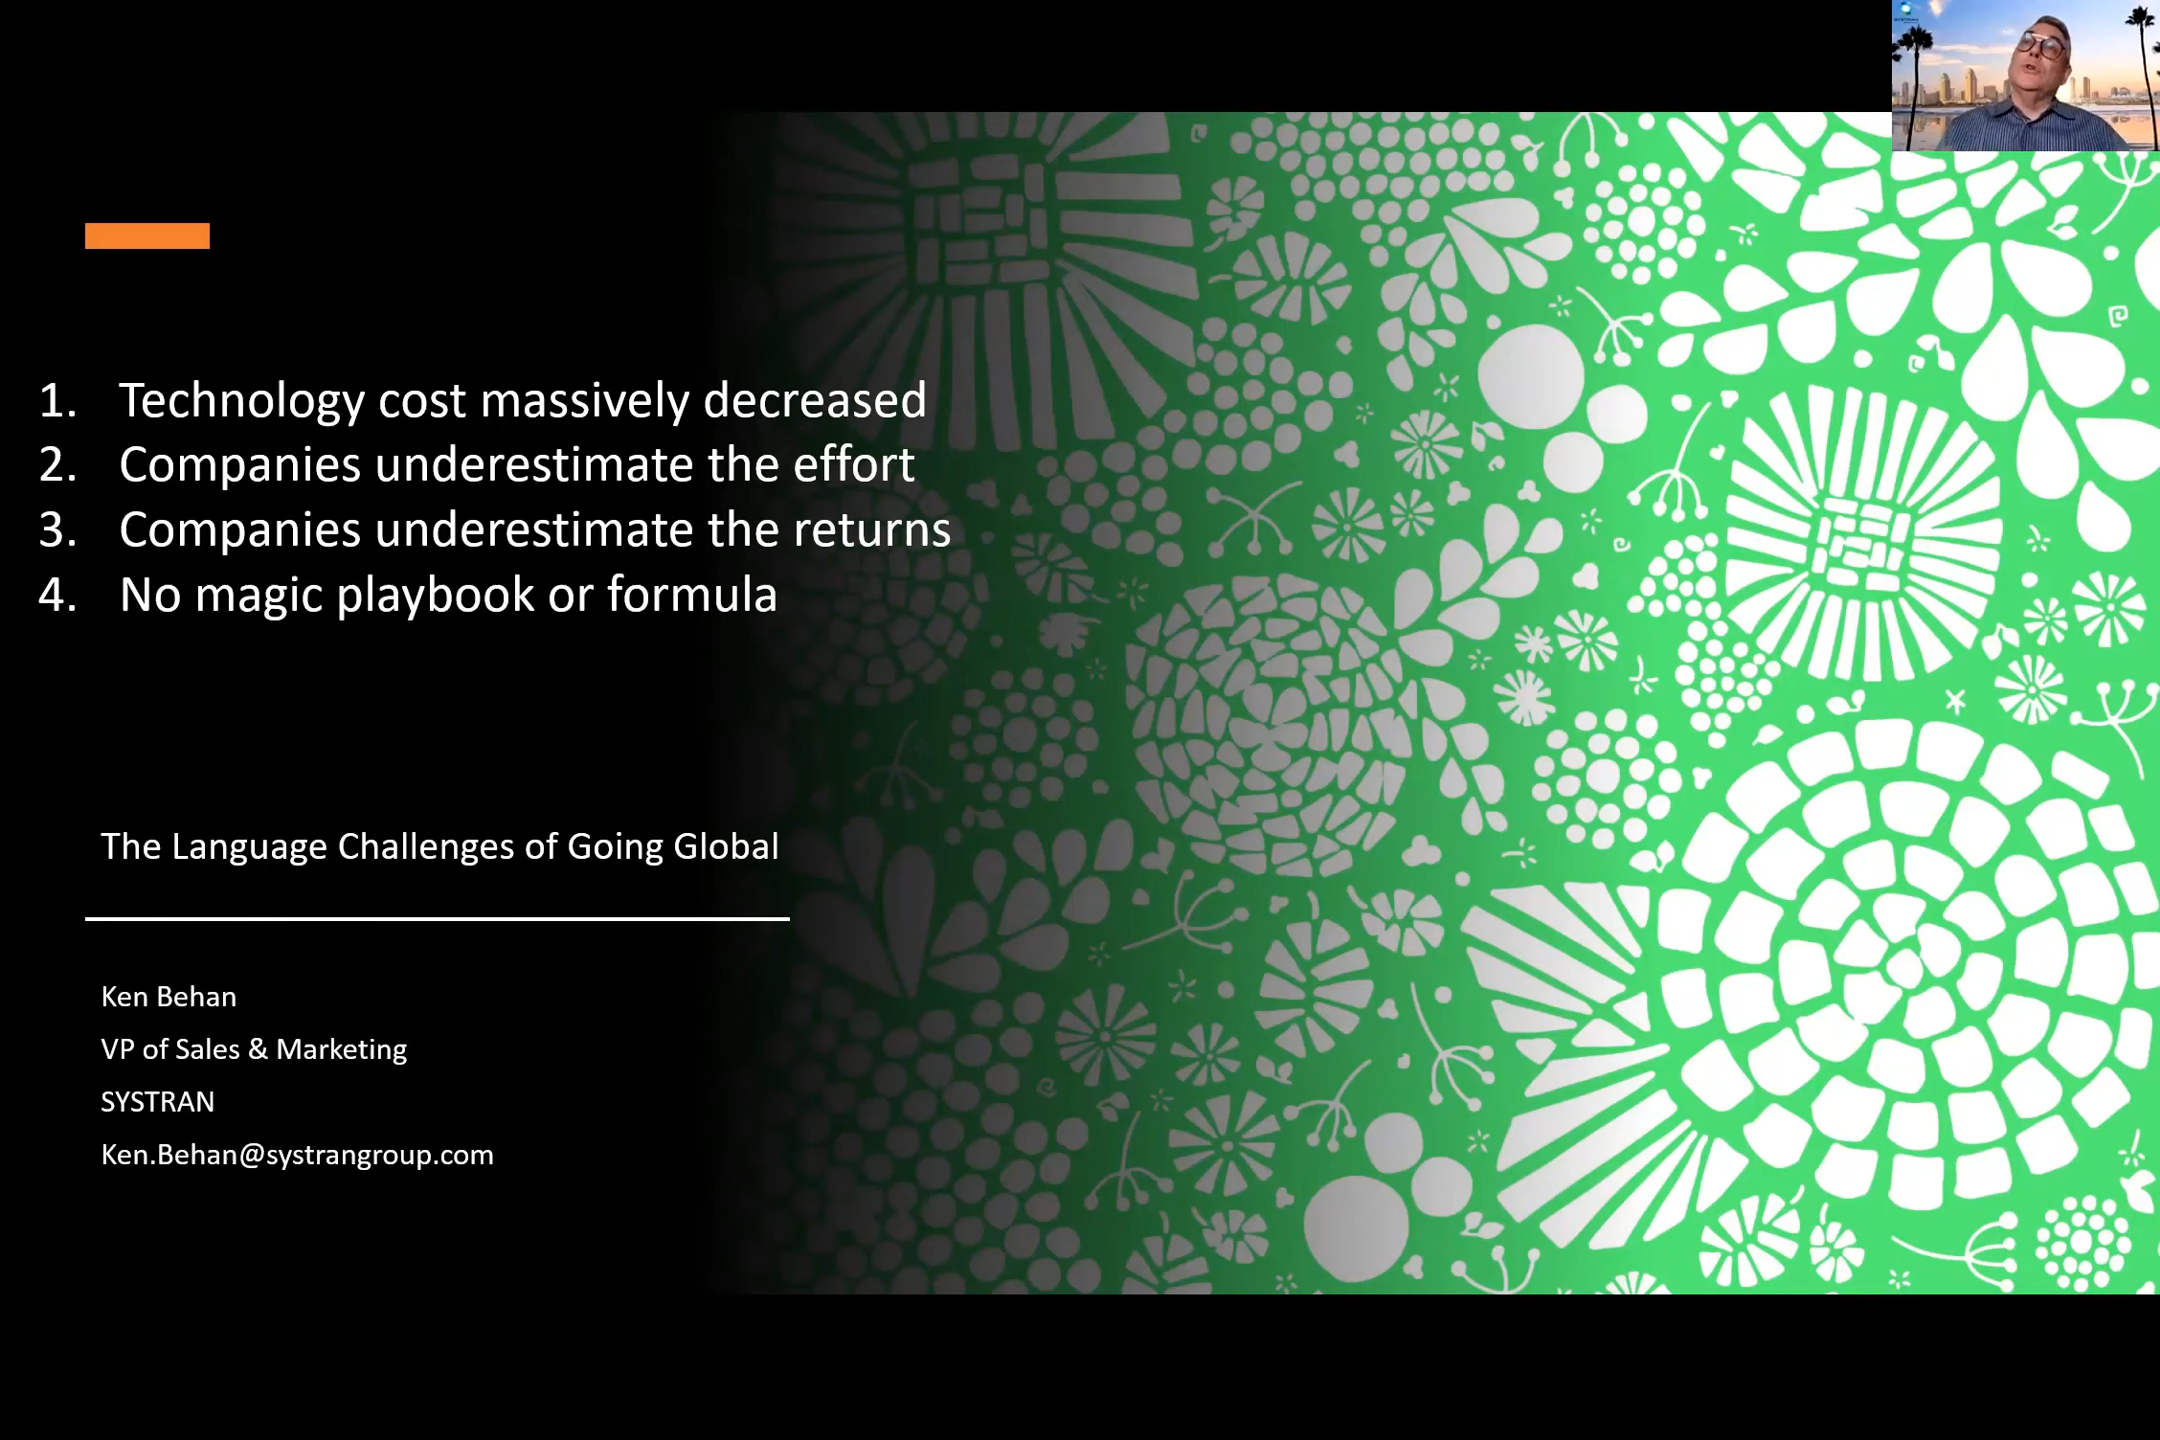 1. Technology cost massively decreased
2. Companies underestimate the effort
3. Companies underestimate the returns
4. No magic playbook or formula
The Language Challenges of Going Global
Ken Behan
VP of Sales & Marketing
SYSTRAN
Ken.Behan@systrangroup.com